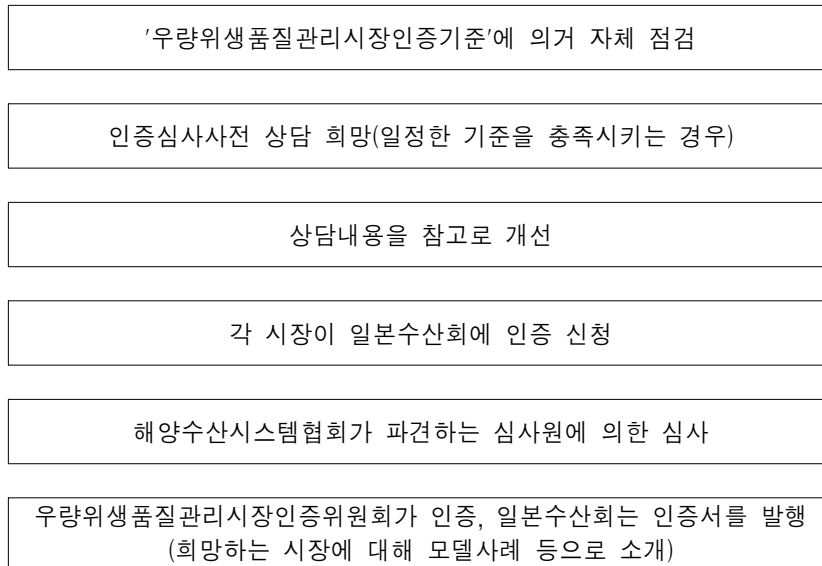 '우량위생품질관리시장인증기준'에 의거 자체 점검
인증심사사전 상담 희망(일정한 기준을 충족시키는 경우)
상담내용을 참고로 개선
각 시장이 일본수산회에 인증 신청
해양수산시스템협회가 파견하는 심사원에 의한 심사
우량위생품질관리시장인증위원회가 인증, 일본수산회는 인증서를 발행
(희망하는 시장에 대해 모델사례 등으로 소개)